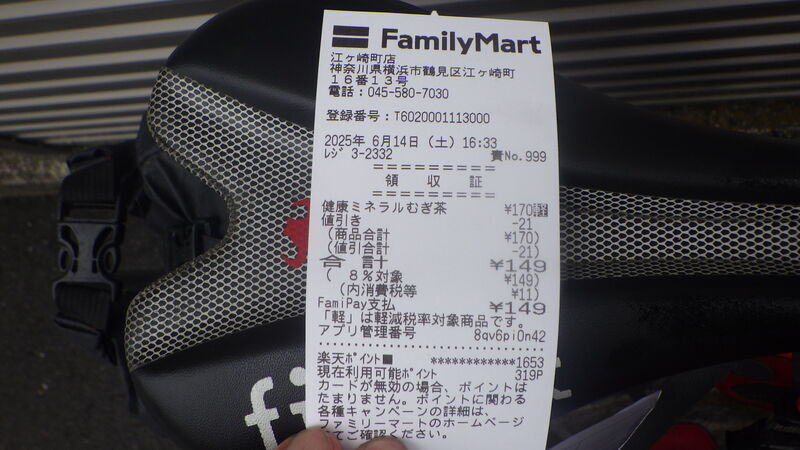 FamilyMart
江ヶ崎町店
神奈川県横浜市鶴見区江ヶ崎町
16番13号
電話:045-580-7030
登録番号:T6020001113000
2025年 6月14日(土) 16:33
レジ 3-2332 責No.999
=========
領 収 証
=========
健康ミネラルむぎ茶 ¥170軽
値引き -21
(商品合計 ¥170)
(値引合計 -21)
合 計 ¥149
( 8%対象 ¥149)
(内消費税等 ¥11)
FamiPay支払 ¥149
「軽」は軽減税率対象商品です。
アプリ管理番号 8qv6pi0n42
楽天ポイント■ ************1653
現在利用可能ポイント 319P
カードが無効の場合、ポイントは
たまりません。ポイントに関わる
各種キャンペーンの詳細は、
ファミリーマートのホームページ
にてご確認ください。
fi